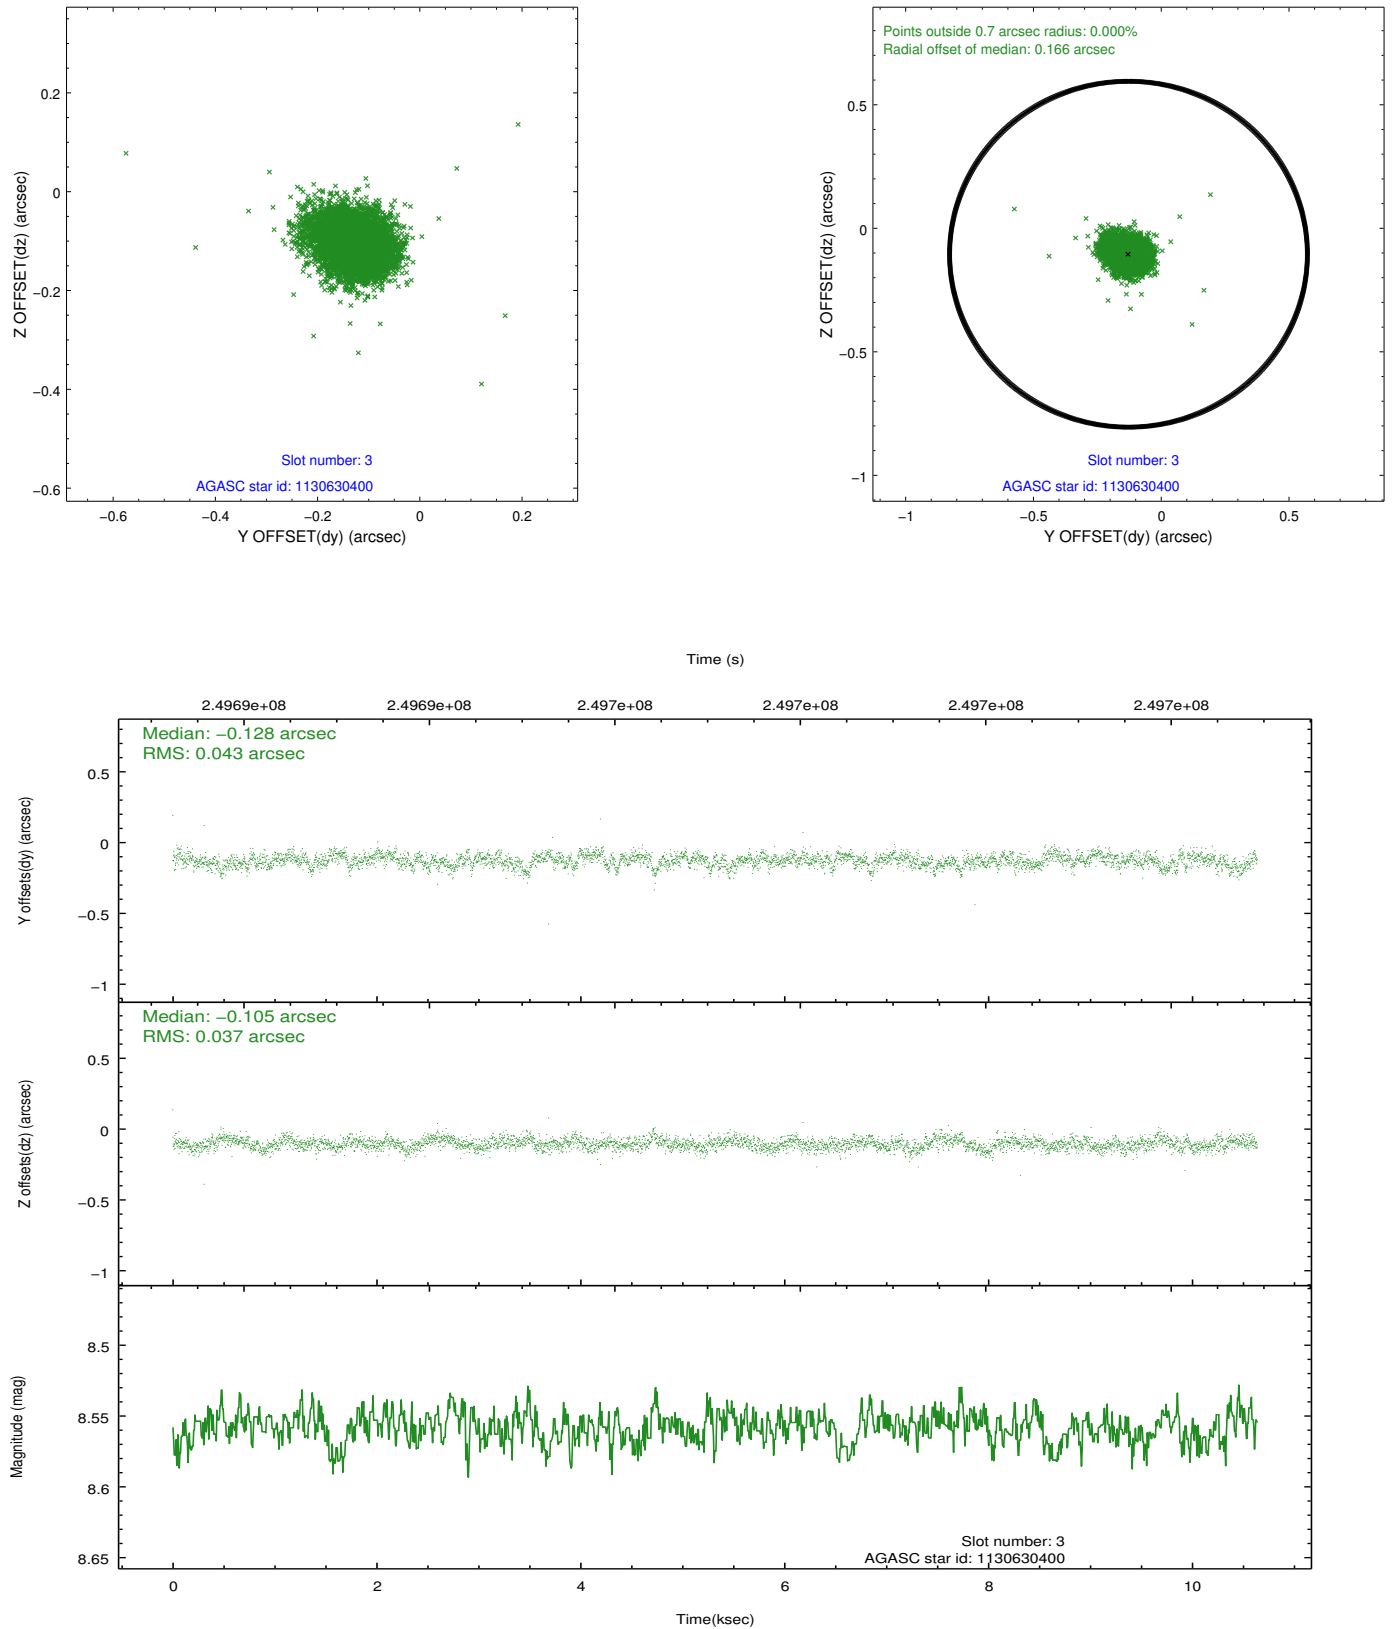 0.2
0
−0.2
−0.4
−0.6
Z OFFSET(dz) (arcsec)
Slot number: 3
AGASC star id: 1130630400
−0.6 −0.4 −0.2 0 0.2
Y OFFSET(dy) (arcsec)
Points outside 0.7 arcsec radius: 0.000%
Radial offset of median: 0.166 arcsec
0.5
0
−0.5
−1
Z OFFSET(dz) (arcsec)
Slot number: 3
AGASC star id: 1130630400
−1 −0.5 0 0.5
Y OFFSET(dy) (arcsec)
Time (s)
2.4969e+08 2.4969e+08 2.497e+08 2.497e+08 2.497e+08 2.497e+08
Median: −0.128 arcsec
RMS: 0.043 arcsec
0.5
0
−0.5
−1
Y offsets(dy) (arcsec)
Median: −0.105 arcsec
RMS: 0.037 arcsec
0.5
0
−0.5
−1
Z offsets(dz) (arcsec)
8.5
8.55
8.6
8.65
Magnitude (mag)
Slot number: 3
AGASC star id: 1130630400
0 2 4 6 8 10
Time(ksec)